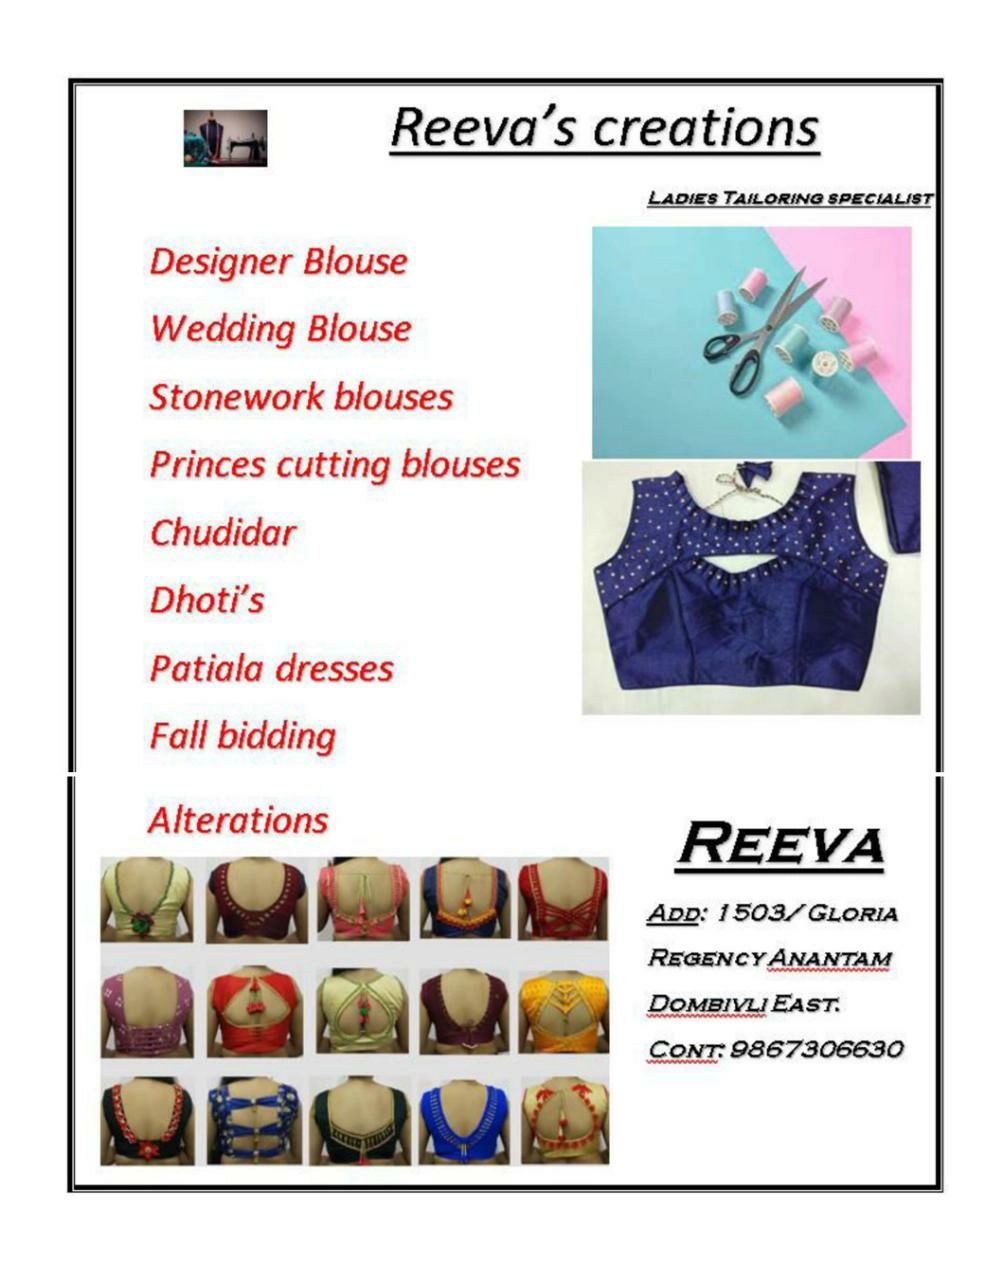 Reeva's creations
Ladies Tailoring specialist
Designer Blouse
Wedding Blouse
Stonework blouses
Princes cutting blouses
Chudidar
Dhoti's
Patiala dresses
Fall bidding
Alterations
Reeva
Add: 1503/ Gloria
Regency Anantam
Dombivli East.
Cont: 9867306630